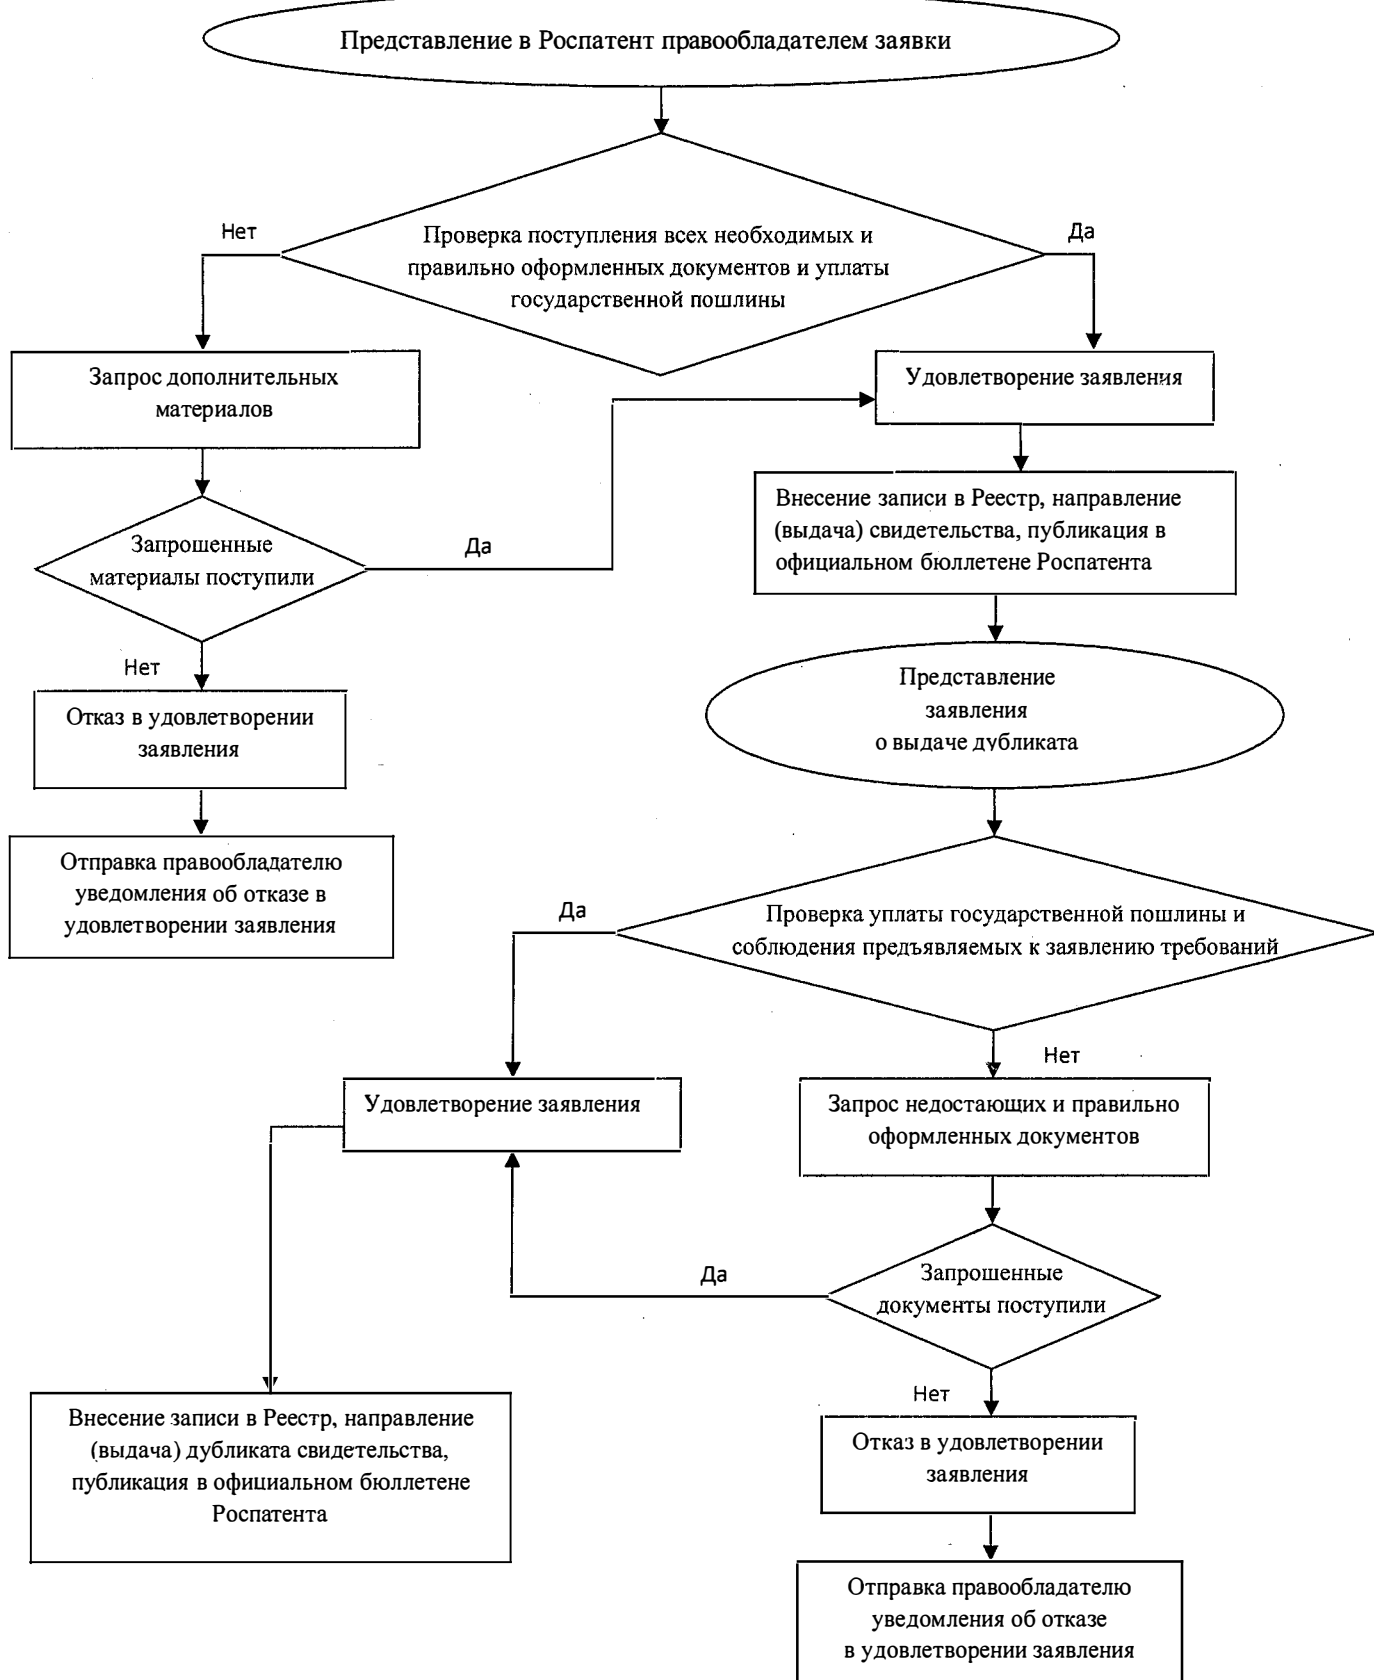 Представление в Роспатент правообладателем заявки
Нет
Да
Проверка поступления всех необходимых и
правильно оформленных документов и уплаты
государственной пошлины
Запрос дополнительных
материалов
Удовлетворение заявления
Внесение записи в Реестр, направление
(выдача) свидетельства, публикация в
официальном бюллетене Роспатента
Запрошенные
материалы поступили
Да
Нет
Отказ в удовлетворении
заявления
Представление
заявления
о выдаче дубликата
Отправка правообладателю
уведомления об отказе в
удовлетворении заявления
Да
Проверка уплаты государственной пошлины и
соблюдения предъявляемых к заявлению требований
Нет
Удовлетворение заявления
Запрос недостающих и правильно
оформленных документов
Да
Запрошенные
документы поступили
Нет
Внесение записи в Реестр, направление
(выдача) дубликата свидетельства,
публикация в официальном бюллетене
Роспатента
Отказ в удовлетворении
заявления
Отправка правообладателю
уведомления об отказе
в удовлетворении заявления